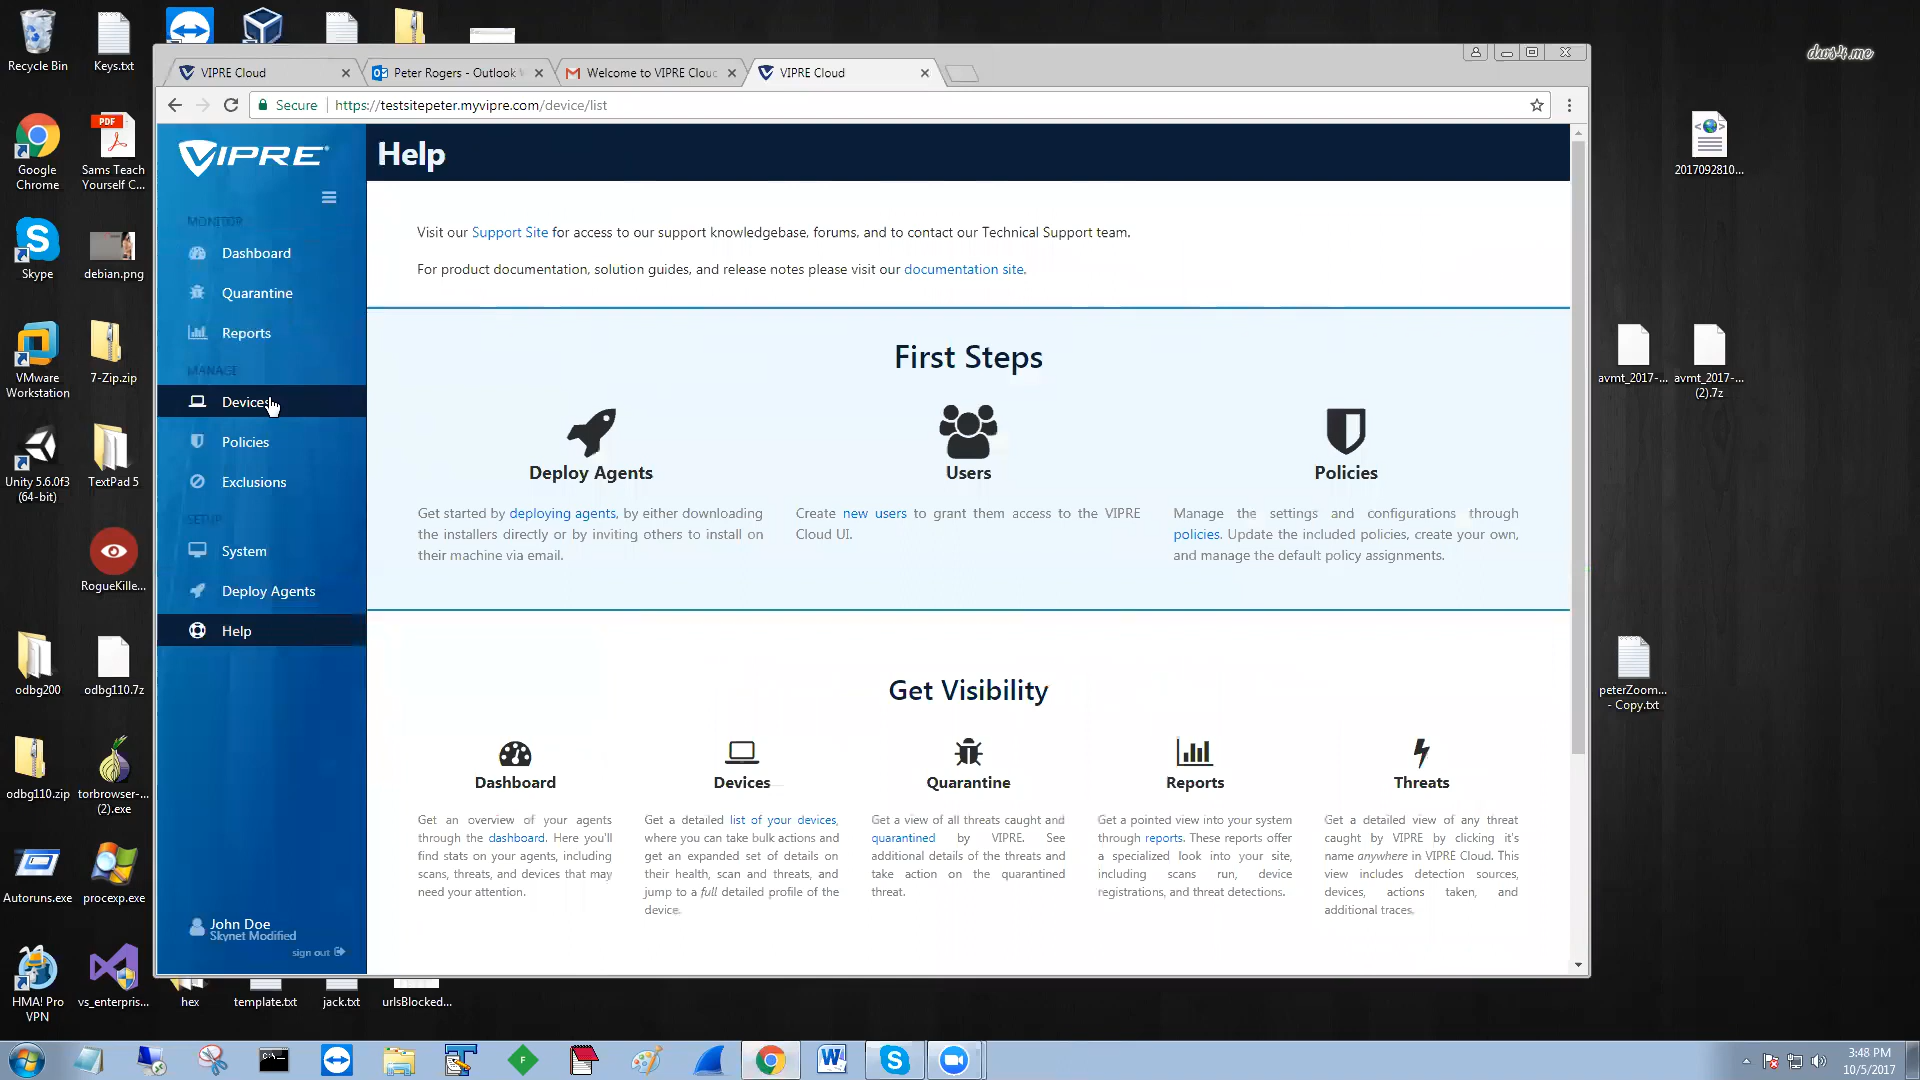 Recycle Bin
Keys.txt
dws4.me
VIPRE Cloud
Peter Rogers - Outlook
Welcome to VIPRE Clou
VIPRE Cloud
Secure
https://testsitepeter.myvipre.com/device/list
Google
Chrome
Sams Teach
Yourself C...
Skype
debian.png
VMware
Workstation
7-Zip.zip
Unity 5.6.0f3
(64-bit)
TextPad 5
RogueKille...
odbg200
odbg110.7z
odbg110.zip
torbrowser-...
(2).exe
Autoruns.exe
procexp.exe
HMA! Pro
VPN
vs_enterpris...
hex
template.txt
jack.txt
urlsBlocked...
VIPRE
MONITOR
Dashboard
Quarantine
Reports
MANAGE
Devices
Policies
Exclusions
SETUP
System
Deploy Agents
Help
John Doe
Skynet Modified
sign out
Help
Visit our Support Site for access to our support knowledgebase, forums, and to contact our Technical Support team.
For product documentation, solution guides, and release notes please visit our documentation site.
First Steps
Deploy Agents
Get started by deploying agents, by either downloading
the installers directly or by inviting others to install on
their machine via email.
Users
Create new users to grant them access to the VIPRE
Cloud UI.
Policies
Manage the settings and configurations through
policies. Update the included policies, create your own,
and manage the default policy assignments.
Get Visibility
Dashboard
Get an overview of your agents
through the dashboard. Here you'll
find stats on your agents, including
scans, threats, and devices that may
need your attention.
Devices
Get a detailed list of your devices,
where you can take bulk actions and
get an expanded set of details on
their health, scan and threats, and
jump to a full detailed profile of the
device.
Quarantine
Get a view of all threats caught and
quarantined by VIPRE. See
additional details of the threats and
take action on the quarantined
threat.
Reports
Get a pointed view into your system
through reports. These reports offer
a specialized look into your site,
including scans run, device
registrations, and threat detections.
Threats
Get a detailed view of any threat
caught by VIPRE by clicking it's
name anywhere in VIPRE Cloud. This
view includes detection sources,
devices, actions taken, and
additional traces.
2017092810...
avmt_2017-...
avmt_2017-...
(2).7z
peterZoom...
- Copy.txt
3:48 PM
10/5/2017